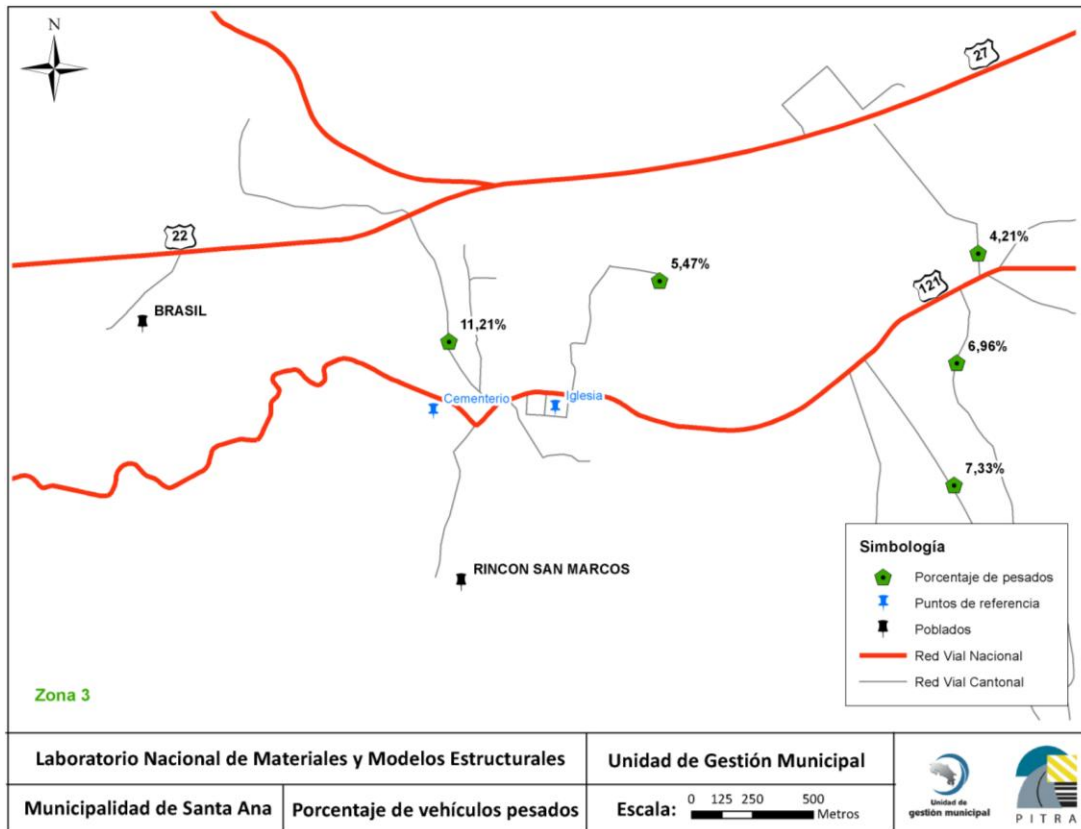 N
27
22
4,21%
5,47%
121
BRASIL
11,21%
6,96%
Cementerio
Iglesia
7,33%
RINCON SAN MARCOS
Simbología
Porcentaje de pesados
Puntos de referencia
Poblados
Red Vial Nacional
Red Vial Cantonal
Zona 3
Laboratorio Nacional de Materiales y Modelos Estructurales
Unidad de Gestión Municipal
Municipalidad de Santa Ana
Porcentaje de vehículos pesados
Escala:
0 125 250 500
Metros
Unidad de
gestión municipal
PITRA